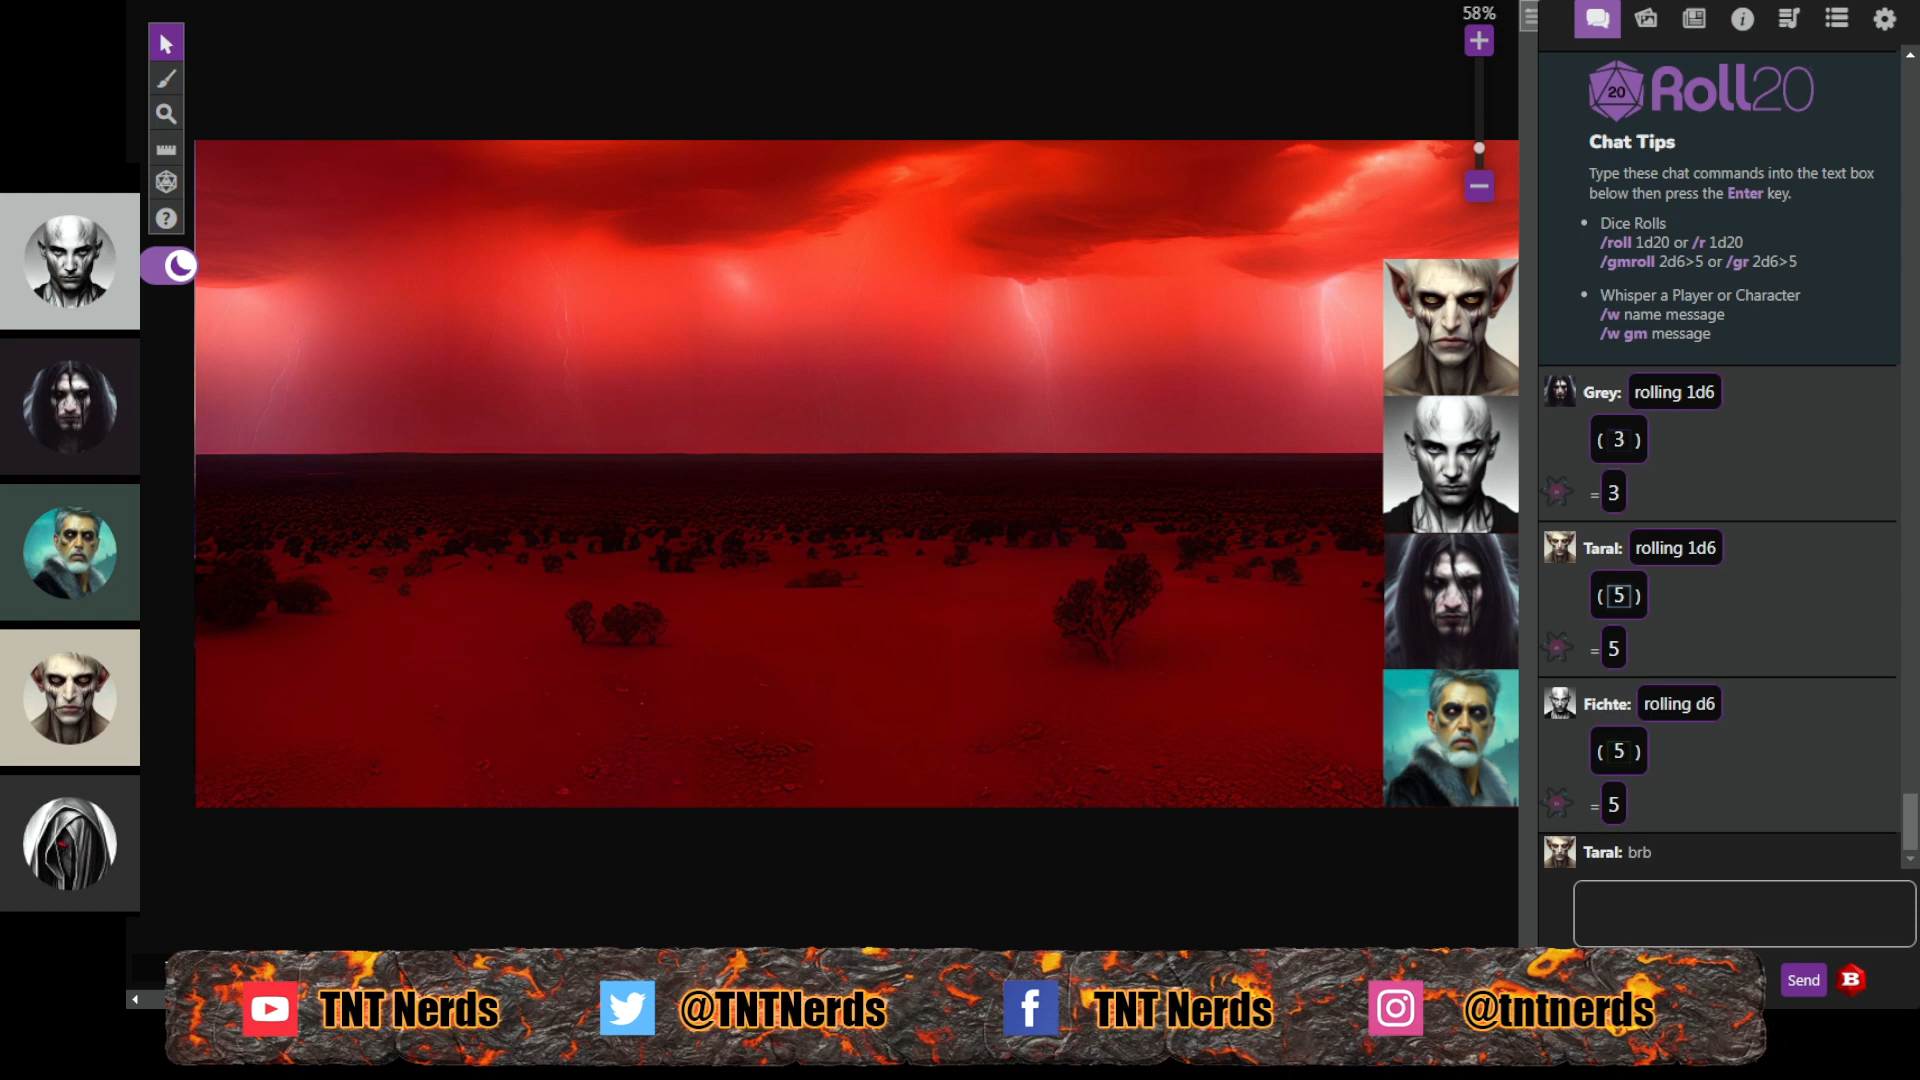 58%
20 Roll20
Chat Tips
Type these chat commands into the text box
below then press the Enter key.
Dice Rolls
/roll 1d20 or /r 1d20
/gmroll 2d6>5 or /gr 2d6>5
Whisper a Player or Character
/w name message
/w gm message
Grey: rolling 1d6
( 3 )
= 3
Taral: rolling 1d6
( 5 )
= 5
Fichte: rolling d6
( 5 )
= 5
Taral: brb
Send B
TNT Nerds @TNTNerds TNT Nerds @tntnerds